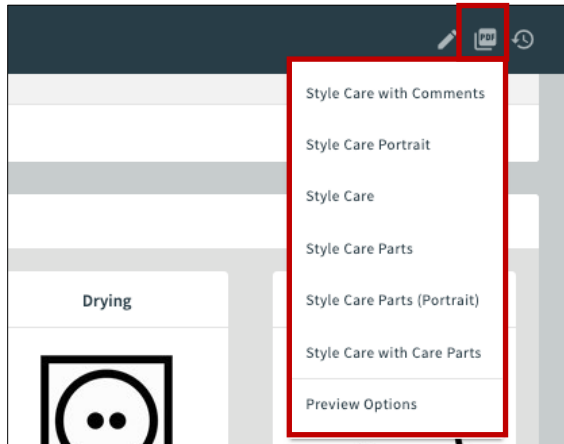 PDF
Style Care with Comments
Style Care Portrait
Style Care
Style Care Parts
Drying
Style Care Parts (Portrait)
Style Care with Care Parts
Preview Options